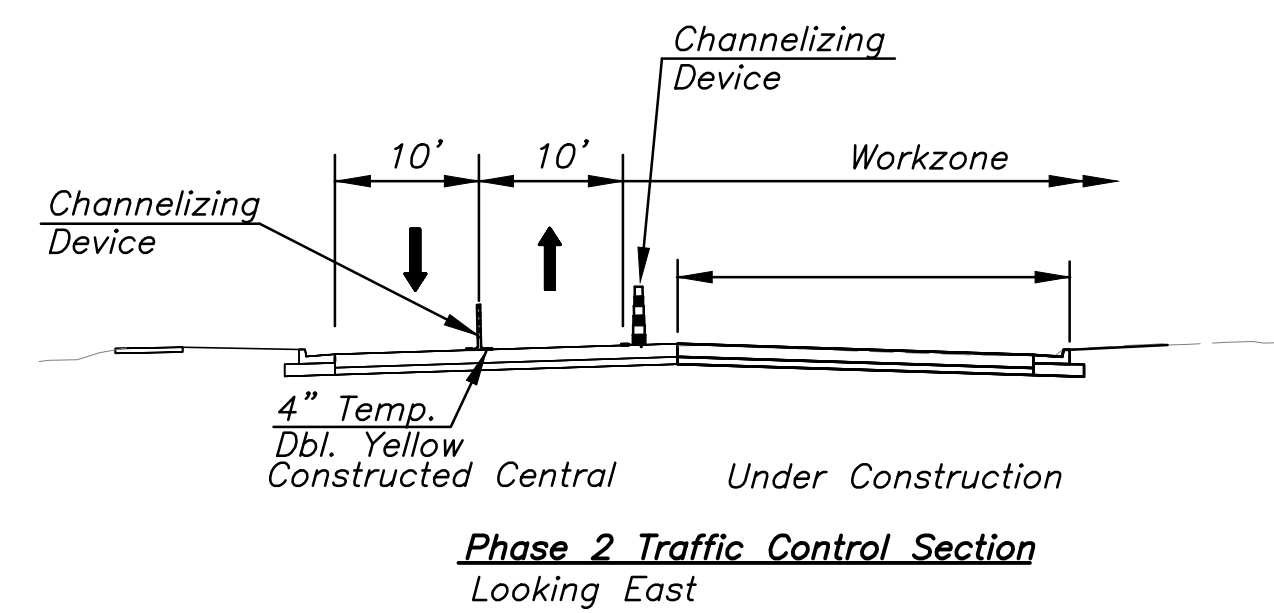 Channelizing
Device
10’
10’
Workzone
Channelizing
Device
4” Temp.
Dbl. Yellow
Constructed Central
Under Construction
Phase 2 Traffic Control Section
Looking East